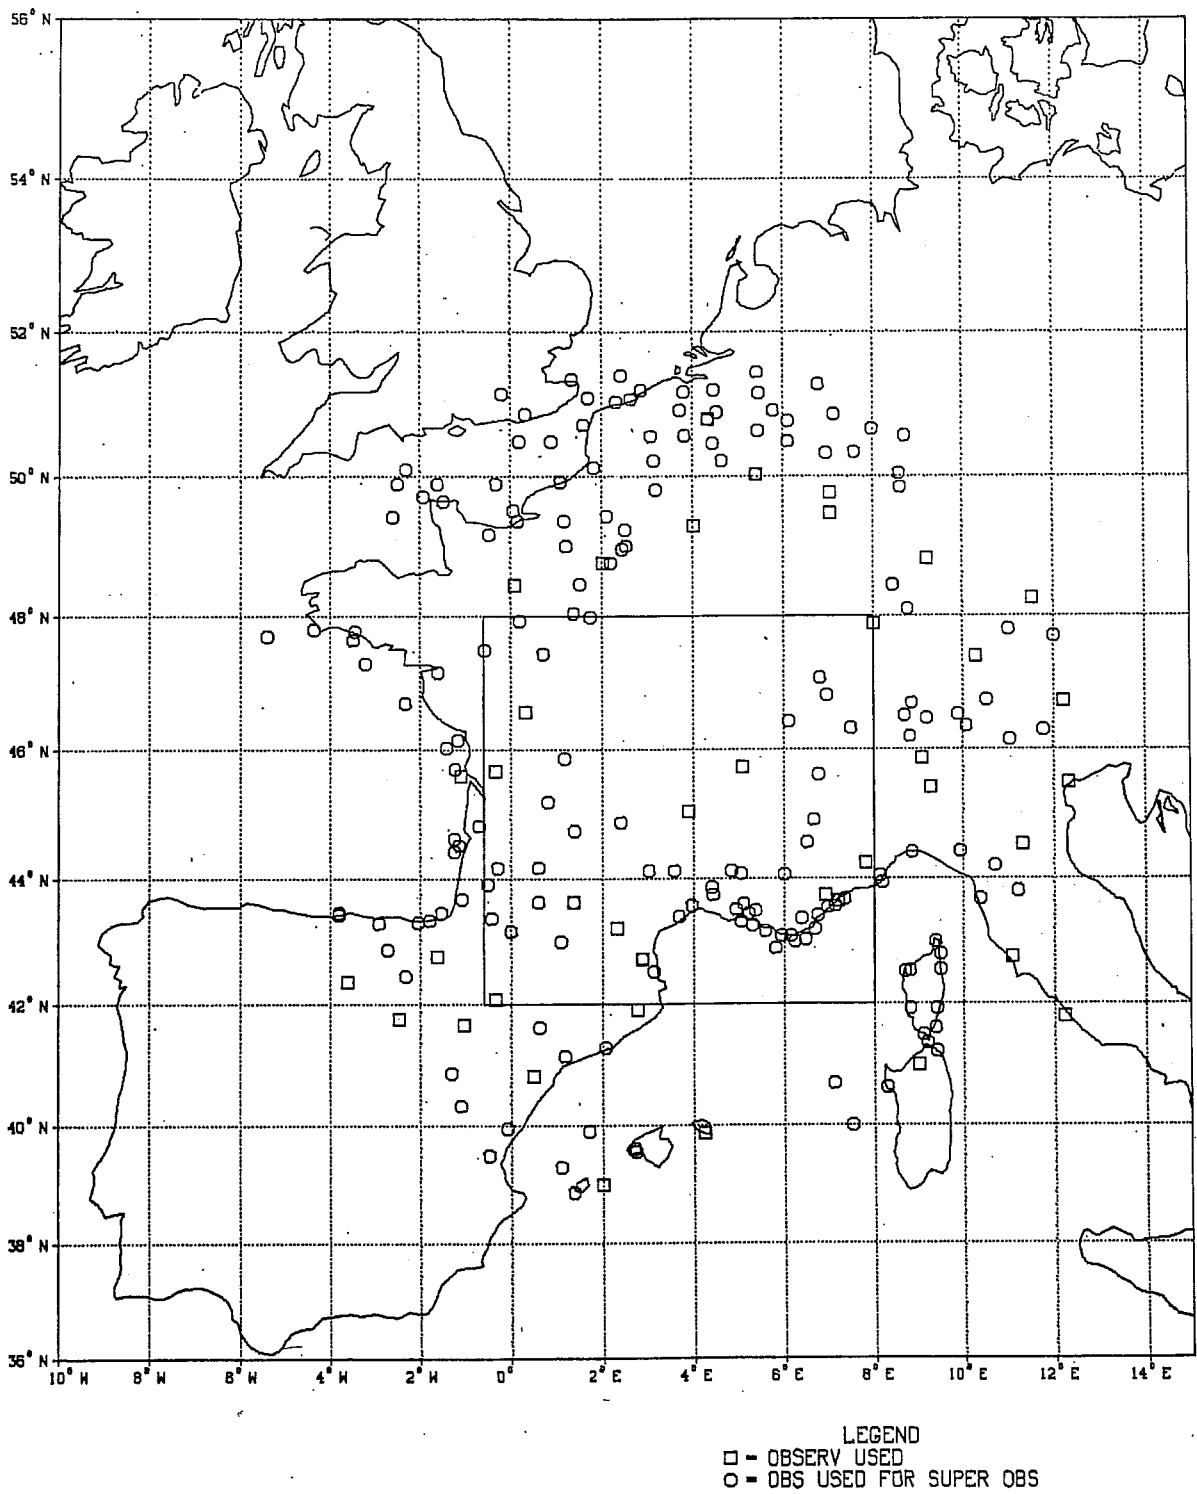 56° N
54° N
52° N
50° N
48° N
46° N
44° N
42° N
40° N
38° N
36° N
10° W
8° W
6° W
4° W
2° W
0°
2° E
4° E
6° E
8° E
10° E
12° E
14° E
LEGEND
□ = OBSERV USED
○ = OBS USED FOR SUPER OBS